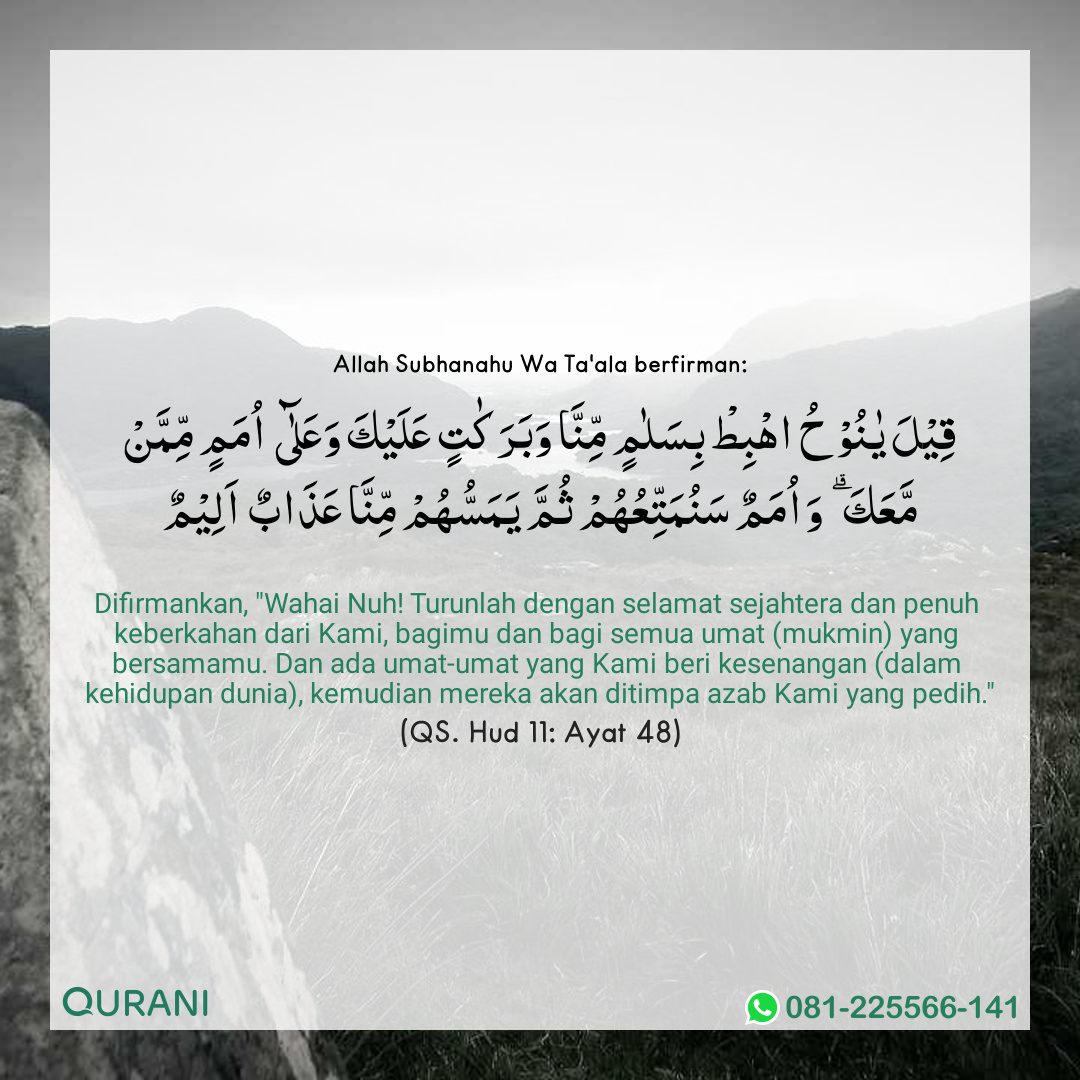 Allah Subhanahu Wa Ta'ala berfirman:
قِيْلَ يٰنُوْحُ اهْبِطْ بِسَلٰمٍ مِّنَّا وَبَرَكٰتٍ عَلَيْكَ وَعَلٰٓى اُمَمٍ مِّمَّنْ
مَّعَكَ ۗ وَاُمَمٌ سَنُمَتِّعُهُمْ ثُمَّ يَمَسُّهُمْ مِّنَّا عَذَابٌ اَلِيْمٌ
Difirmankan, "Wahai Nuh! Turunlah dengan selamat sejahtera dan penuh
keberkahan dari Kami, bagimu dan bagi semua umat (mukmin) yang
bersamamu. Dan ada umat-umat yang Kami beri kesenangan (dalam
kehidupan dunia), kemudian mereka akan ditimpa azab Kami yang pedih."
(QS. Hud 11: Ayat 48)
QURANI
081-225566-141